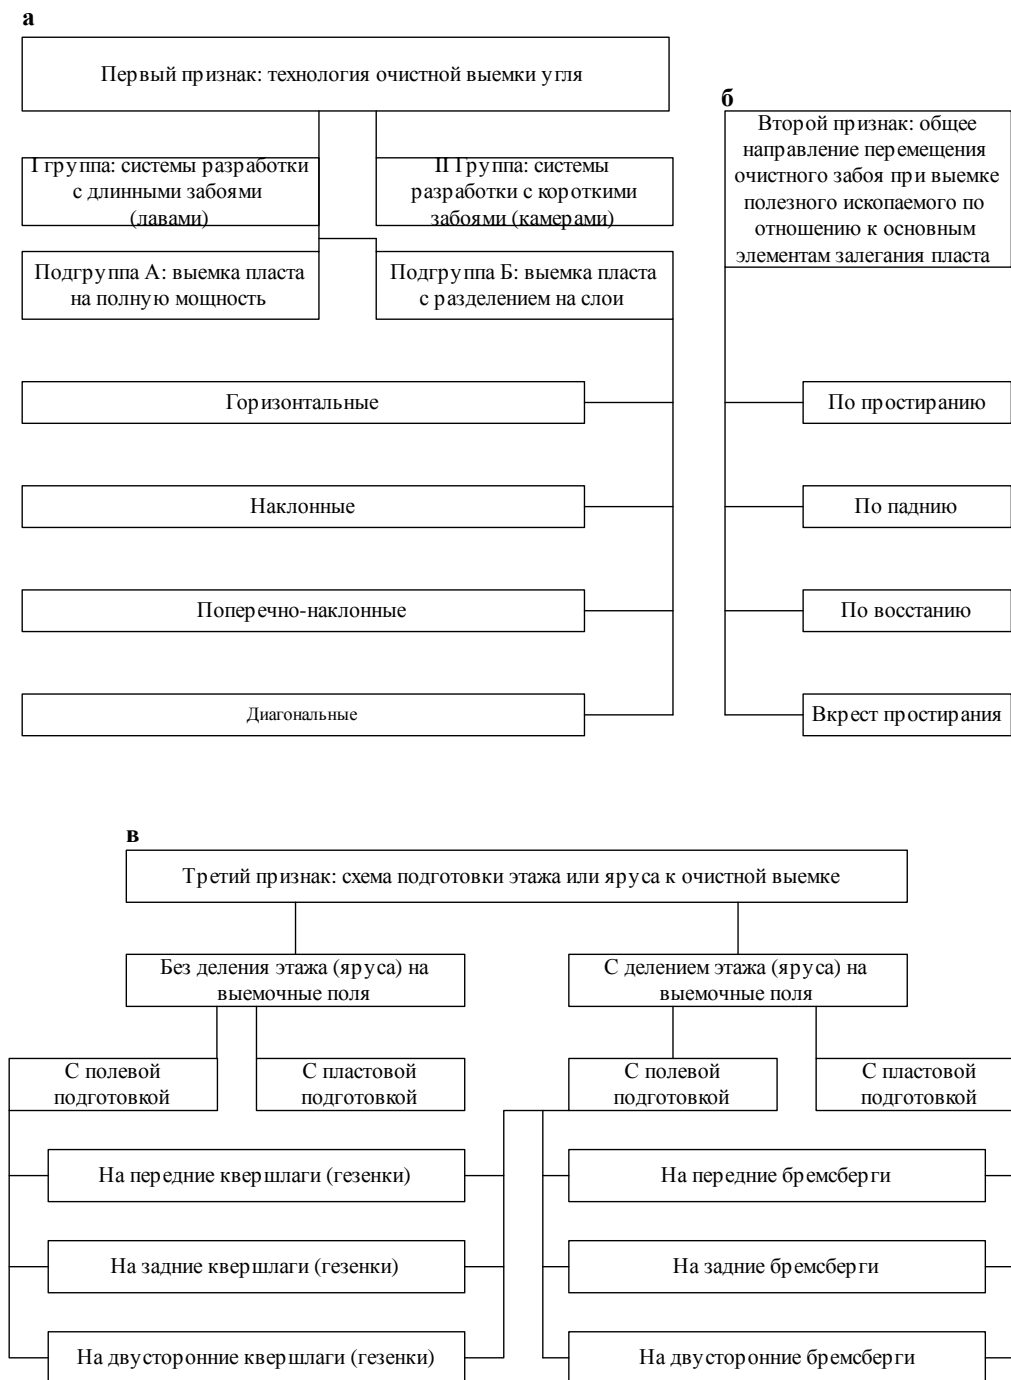 а
Первый признак: технология очистной выемки угля
I группа: системы разработки
с длинными забоями
(лавами)
II Группа: системы
разработки с короткими
забоями (камерами)
Подгруппа А: выемка пласта
на полную мощность
Подгруппа Б: выемка пласта
с разделением на слои
Горизонтальные
Наклонные
Поперечно-наклонные
Диагональные
б
Второй признак: общее
направление перемещения
очистного забоя при выемке
полезного ископаемого по
отношению к основным
элементам залегания пласта
По простиранию
По паднию
По восстанию
Вкрест простирания
в
Третий признак: схема подготовки этажа или яруса к очистной выемке
Без деления этажа (яруса) на
выемочные поля
С делением этажа (яруса) на
выемочные поля
С полевой
подготовкой
С пластовой
подготовкой
С полевой
подготовкой
С пластовой
подготовкой
На передние квершлаги (гезенки)
На передние бремсберги
На задние квершлаги (гезенки)
На задние бремсберги
На двусторонние квершлаги (гезенки)
На двусторонние бремсберги